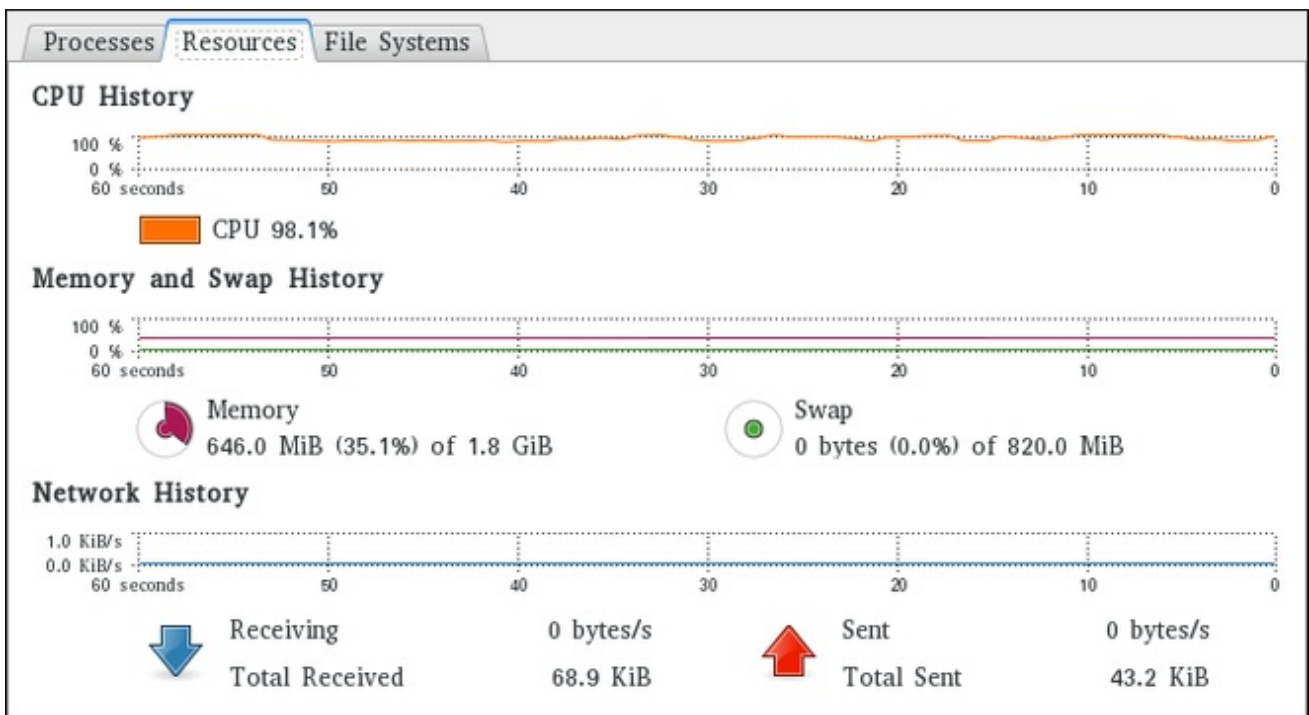 Processes Resources File Systems
CPU History
100 %
0 %
60 seconds 50 40 30 20 10 0
CPU 98.1%
Memory and Swap History
100 %
0 %
60 seconds 50 40 30 20 10 0
Memory Swap
646.0 MiB (35.1%) of 1.8 GiB 0 bytes (0.0%) of 820.0 MiB
Network History
1.0 KiB/s
0.0 KiB/s
60 seconds 50 40 30 20 10 0
Receiving 0 bytes/s Sent 0 bytes/s
Total Received 68.9 KiB Total Sent 43.2 KiB